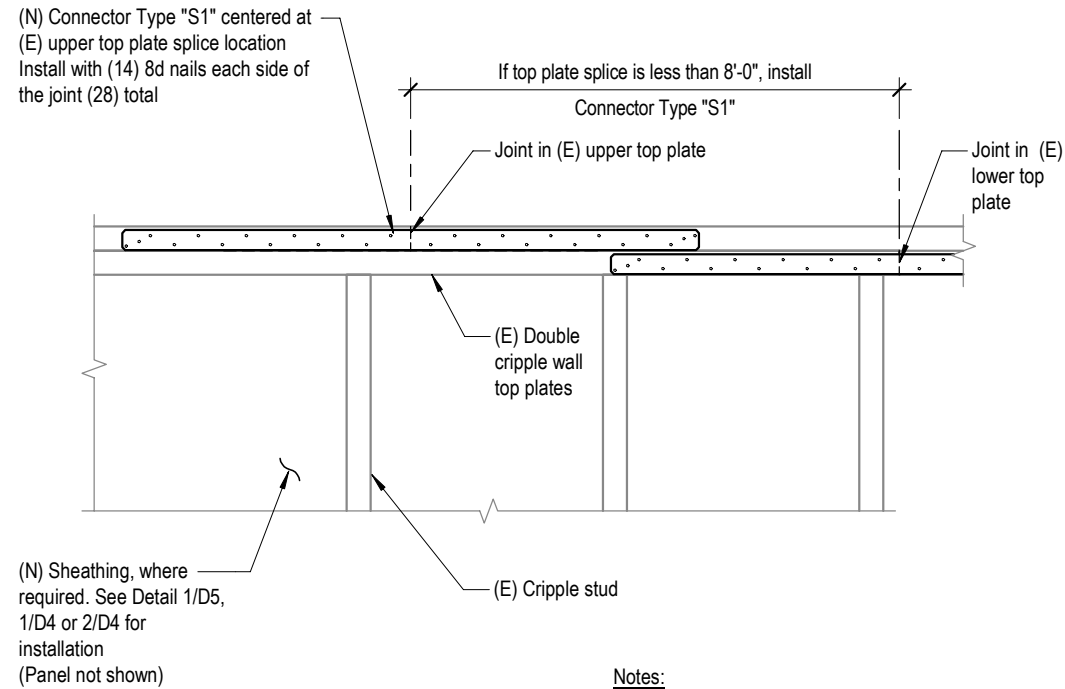 (N) Connector Type "S1" centered at
(E) upper top plate splice location
Install with (14) 8d nails each side of
the joint (28) total
If top plate splice is less than 8'-0", install
Connector Type "S1"
Joint in (E) upper top plate
Joint in (E)
lower top
plate
(E) Double
cripple wall
top plates
(N) Sheathing, where
required. See Detail 1/D5,
1/D4 or 2/D4 for
installation
(Panel not shown)
(E) Cripple stud
Notes: